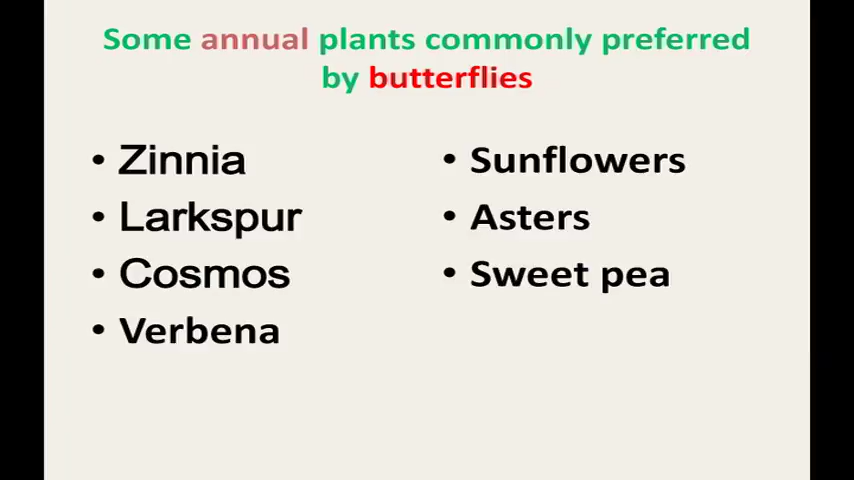 Some annual plants commonly preferred
by butterflies
• Zinnia
• Larkspur
• Cosmos
• Verbena
• Sunflowers
• Asters
• Sweet pea